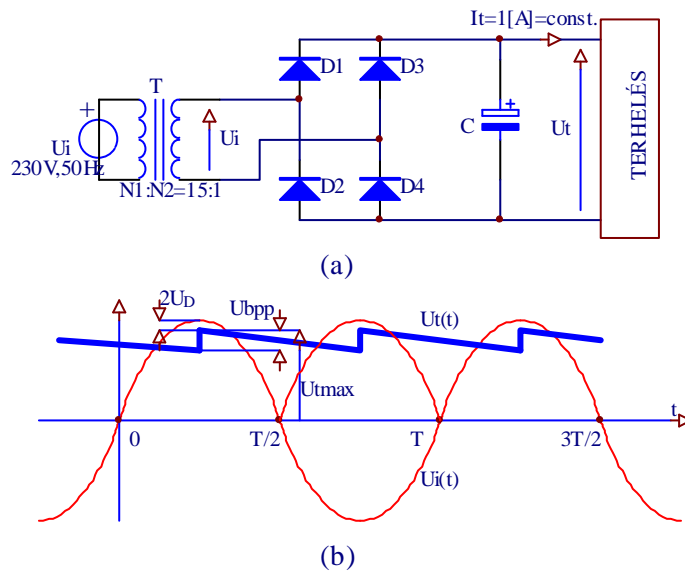 It=1[A]=const.
T
D1
D3
+
+
Ui
Ui
C
Ut
TERHELÉS
230V,50Hz
D2
D4
N1:N2=15:1
(a)
2UD
Ubpp
Ut(t)
Utmax
t
0
T/2
T
3T/2
Ui(t)
(b)